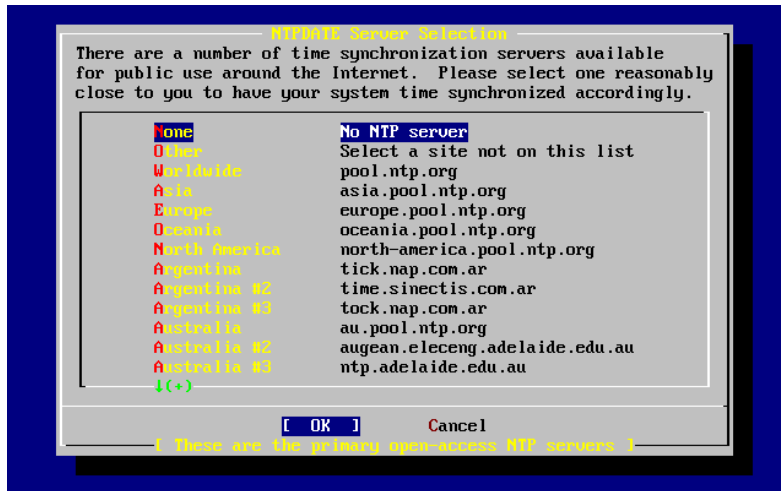 NTPDATE Server Selection
There are a number of time synchronization servers available
for public use around the Internet.  Please select one reasonably
close to you to have your system time synchronized accordingly.
None No NTP server
Other Select a site not on this list
Worldwide pool.ntp.org
Asia asia.pool.ntp.org
Europe europe.pool.ntp.org
Oceania oceania.pool.ntp.org
North America north-america.pool.ntp.org
Argentina tick.nap.com.ar
Argentina #2 time.sinectis.com.ar
Argentina #3 tock.nap.com.ar
Australia au.pool.ntp.org
Australia #2 augean.eleceng.adelaide.edu.au
Australia #3 ntp.adelaide.edu.au
↓(+)
[ OK ] Cancel
[ These are the primary open-access NTP servers ]